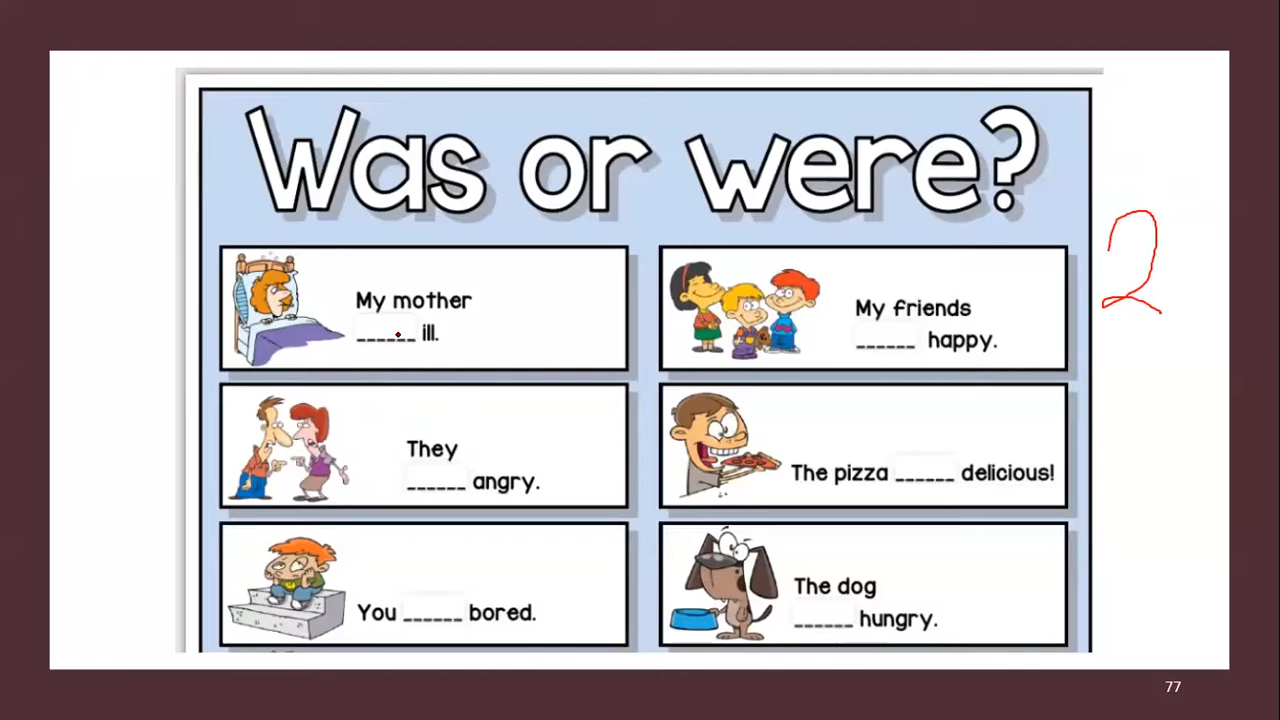 Was or were?
My mother
______ ill.
My friends
______ happy.
They
______ angry.
The pizza ______ delicious!
You ______ bored.
The dog
______ hungry.
2
77